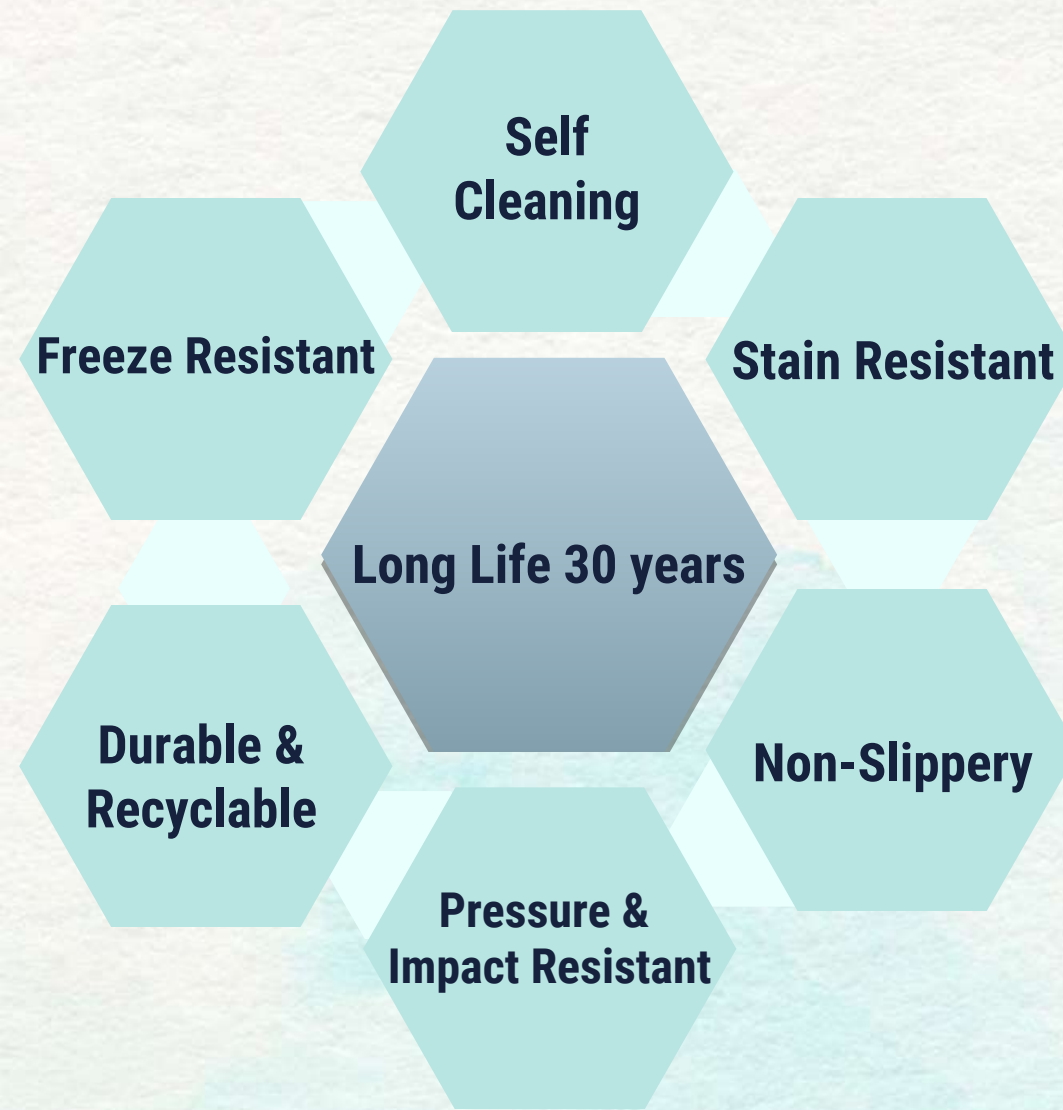 Self
Cleaning
Freeze Resistant
Stain Resistant
Long Life 30 years
Durable &
Recyclable
Non-Slippery
Pressure &
Impact Resistant